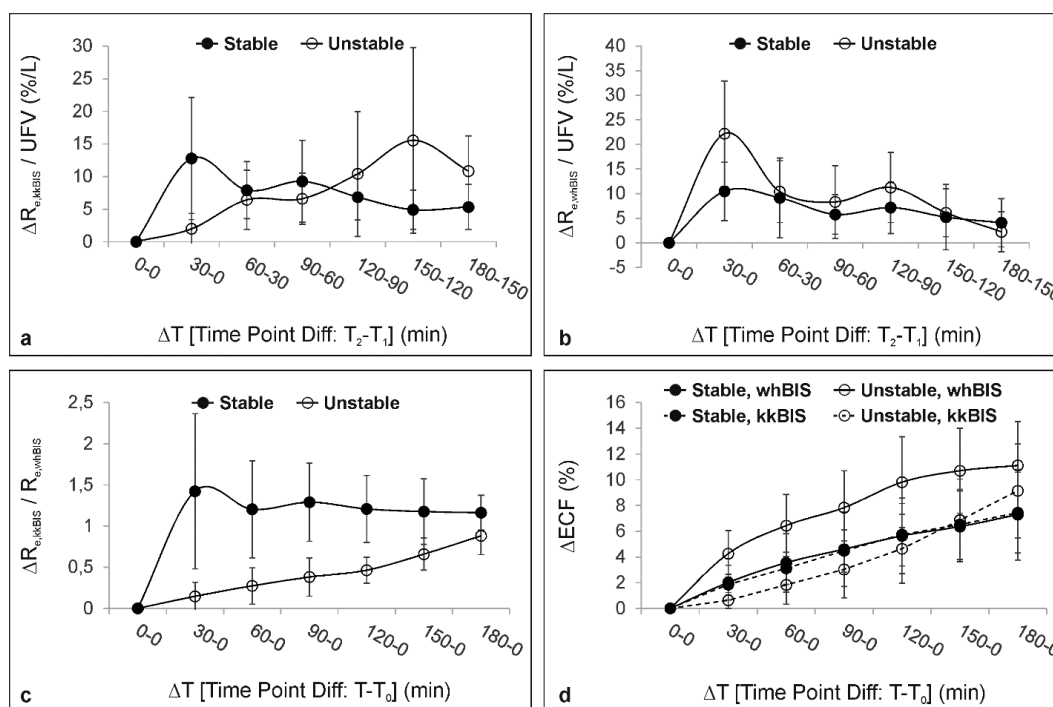 Stable Unstable
30
25
20
15
10
5
0
ΔR e,kkBIS / UFV (%/L)
0-0 30-0 60-30 90-60 120-90 150-120 180-150
a ΔT [Time Point Diff: T₂-T₁] (min)
Stable Unstable
40
35
30
25
20
15
10
5
0
-5
ΔR e,whBIS / UFV (%/L)
0-0 30-0 60-30 90-60 120-90 150-120 180-150
b ΔT [Time Point Diff: T₂-T₁] (min)
Stable Unstable
2,5
2
1,5
1
0,5
0
ΔR e,kkBIS / R e,whBIS
0-0 30-0 60-0 90-0 120-0 150-0 180-0
c ΔT [Time Point Diff: T-T₀] (min)
Stable, whBIS Unstable, whBIS
Stable, kkBIS Unstable, kkBIS
16
14
12
10
8
6
4
2
0
ΔECF (%)
0-0 30-0 60-0 90-0 120-0 150-0 180-0
d ΔT [Time Point Diff: T-T₀] (min)